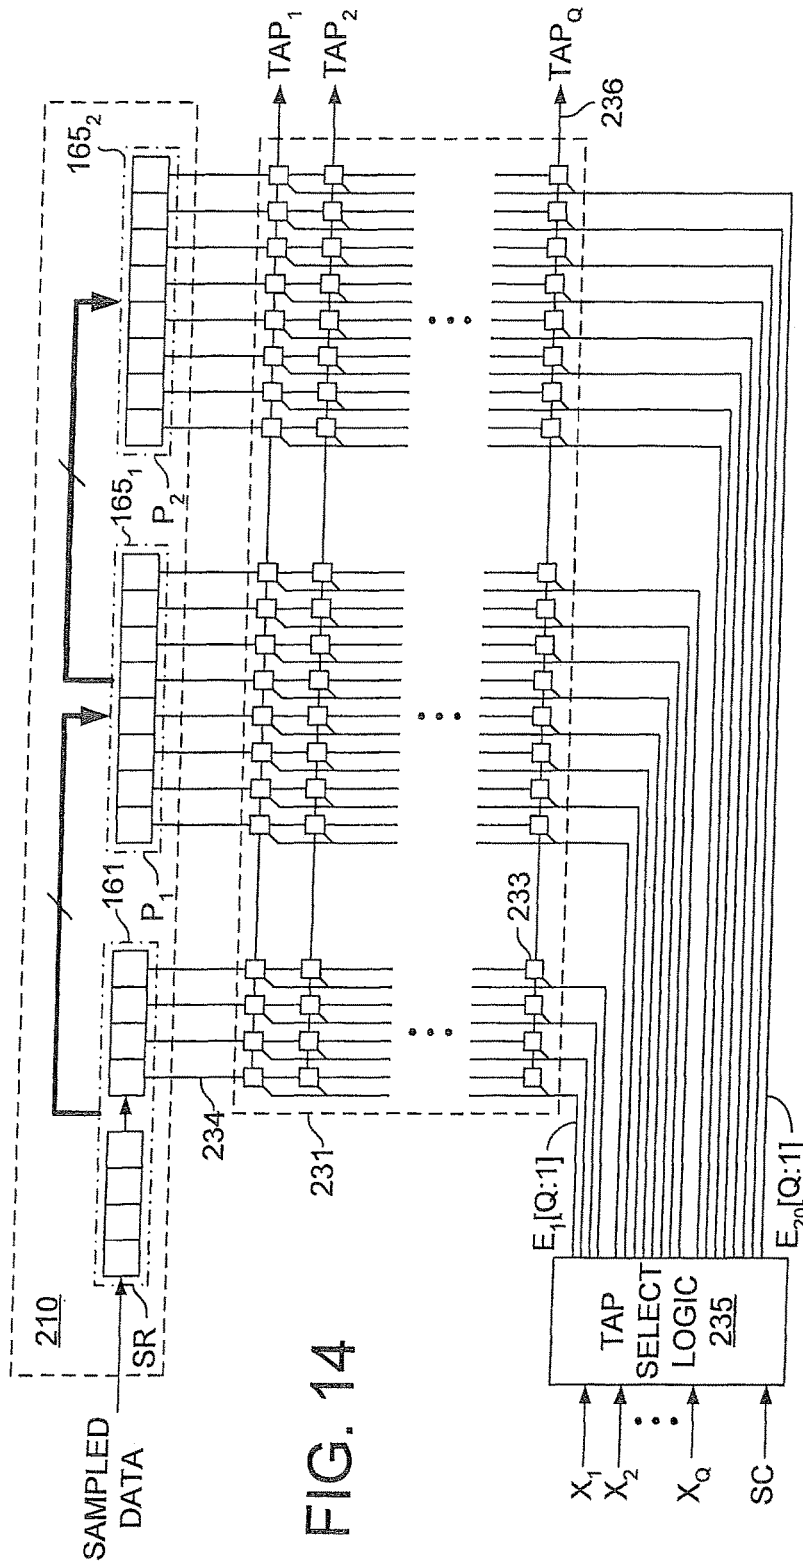 SAMPLED
DATA
210
SR
161
P₁
165₁
P₂
165₂
TAP₁
TAP₂
TAP_Q
236
234
231
233
FIG. 14
E₁[Q:1]
E₂₀[Q:1]
TAP
SELECT
LOGIC
235
X₁
X₂
X_Q
SC